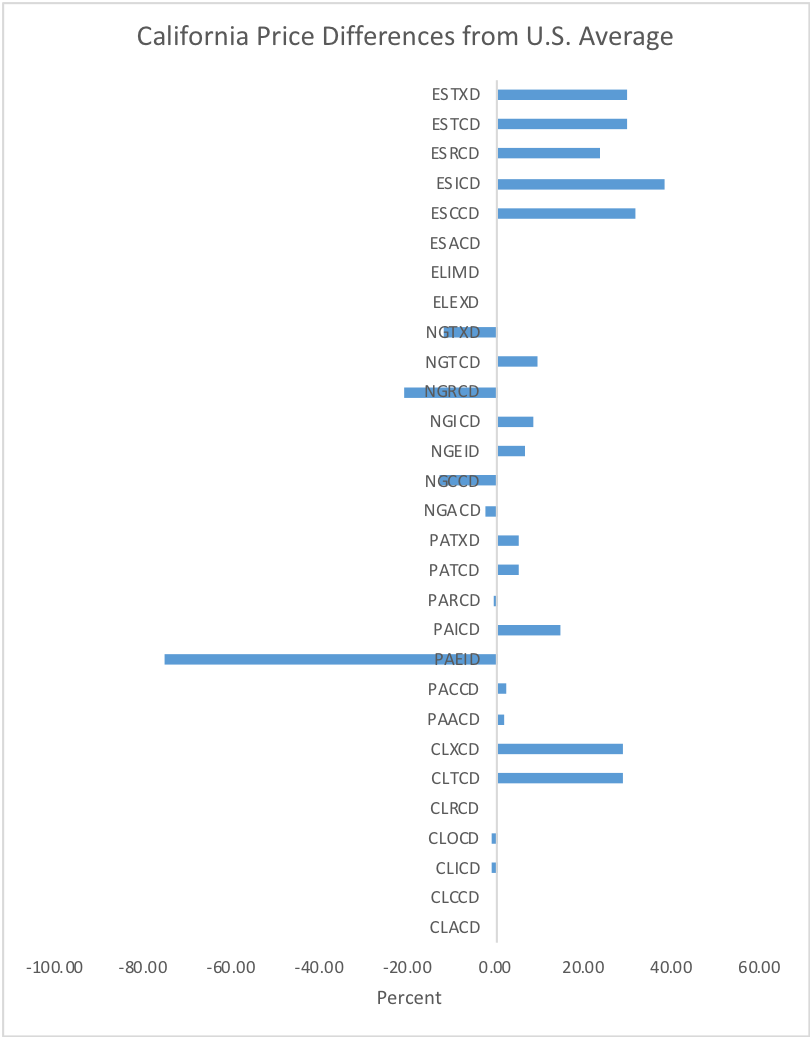 California Price Differences from U.S. Average
ESTXD
ESTCD
ESRCD
ESICD
ESCCD
ESACD
ELIMD
ELEXD
NGTXD
NGTCD
NGRCD
NGICD
NGEID
NGCCD
NGACD
PATXD
PATCD
PARCD
PAICD
PAEID
PACCD
PAACD
CLXCD
CLTCD
CLRCD
CLOCD
CLICD
CLCCD
CLACD
-100.00 -80.00 -60.00 -40.00 -20.00 0.00 20.00 40.00 60.00
Percent